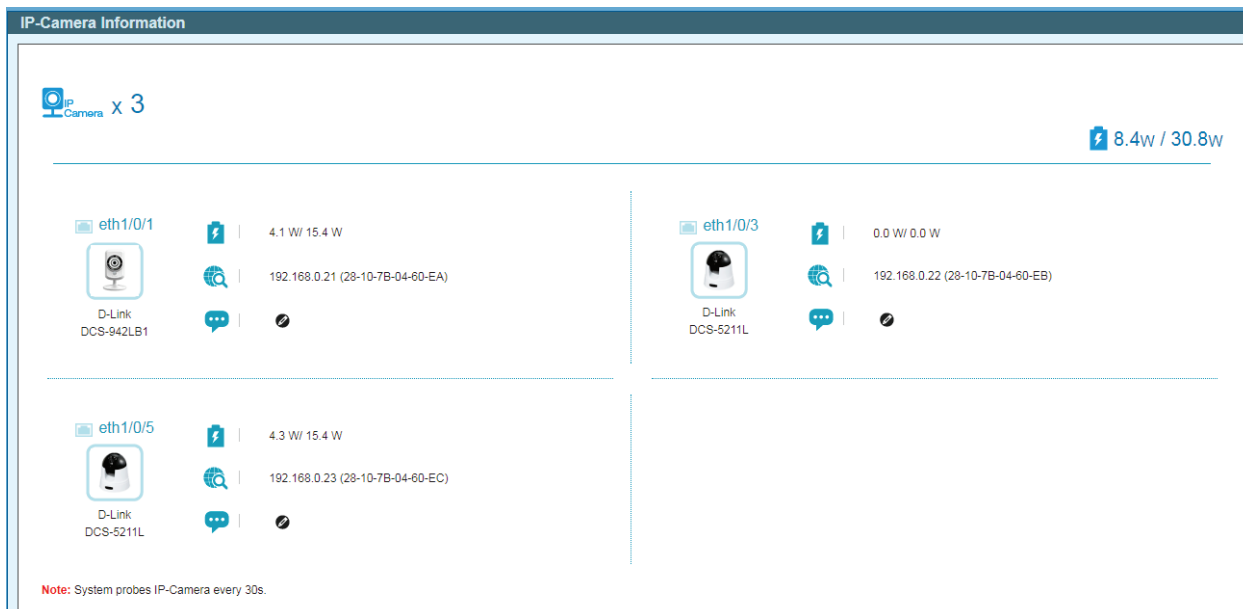 IP-Camera Information
IP
Camera x 3
8.4W / 30.8W
eth1/0/1
4.1 W/ 15.4 W
192.168.0.21 (28-10-7B-04-60-EA)
D-Link
DCS-942LB1
eth1/0/3
0.0 W/ 0.0 W
192.168.0.22 (28-10-7B-04-60-EB)
D-Link
DCS-5211L
eth1/0/5
4.3 W/ 15.4 W
192.168.0.23 (28-10-7B-04-60-EC)
D-Link
DCS-5211L
Note: System probes IP-Camera every 30s.